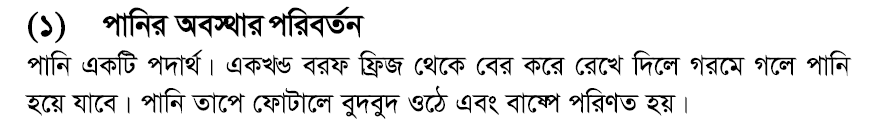 (১) পানির অবস্থার পরিবর্তন
পানি একটি পদার্থ। একখন্ড বরফ ফ্রিজ থেকে বের করে রেখে দিলে গরমে গলে পানি
হয়ে যাবে। পানি তাপে ফোটালে বুদবুদ ওঠে এবং বাষ্পে পরিণত হয়।